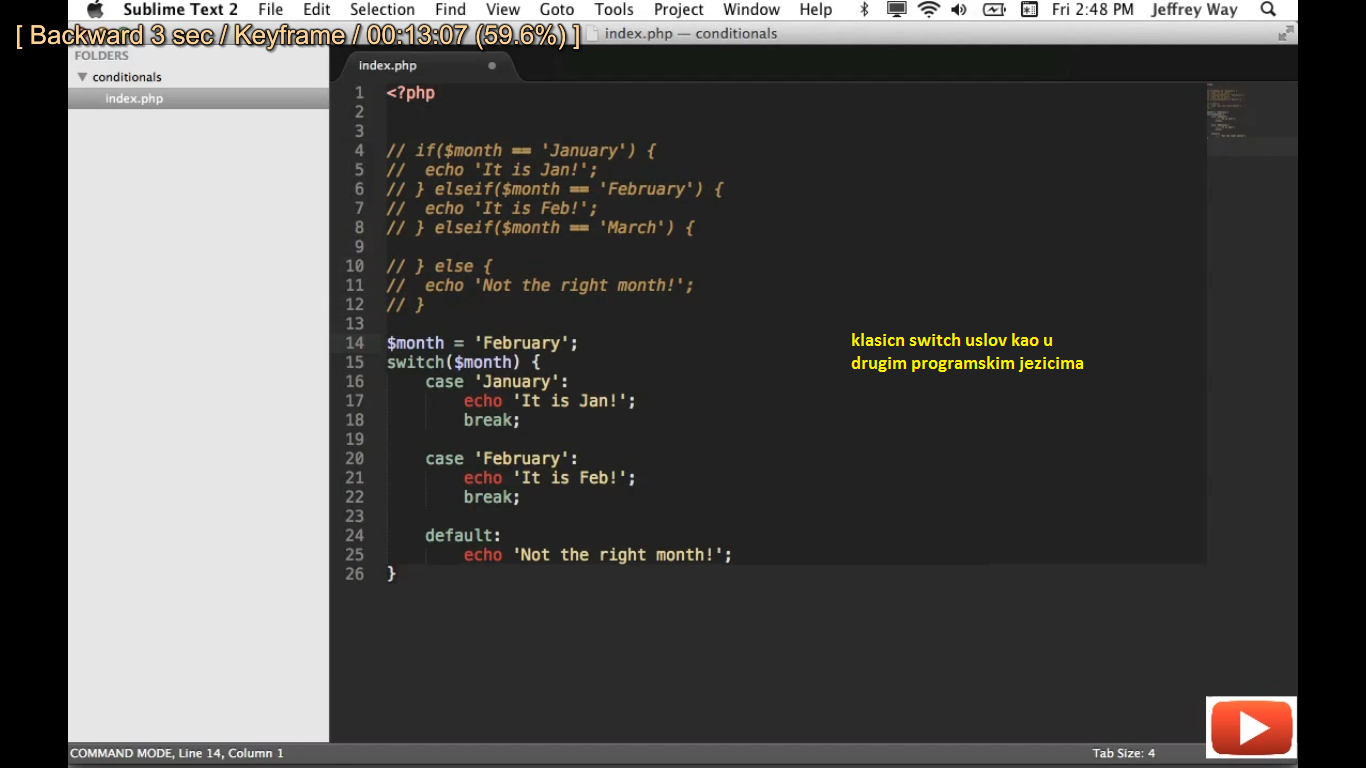 Sublime Text 2 File Edit Selection Find View Goto Tools Project Window Help Fri 2:48 PM Jeffrey Way
[ Backward 3 sec / Keyframe / 00:13:07 (59.6%) ]
index.php — conditionals
FOLDERS
conditionals
index.php
index.php
1 <?php
2
3
4 // if($month == 'January') {
5 //  echo 'It is Jan!';
6 // } elseif($month == 'February') {
7 //  echo 'It is Feb!';
8 // } elseif($month == 'March') {
9
10 // } else {
11 //  echo 'Not the right month!';
12 // }
13
14 $month = 'February';
15 switch($month) {
16     case 'January':
17         echo 'It is Jan!';
18         break;
19
20     case 'February':
21         echo 'It is Feb!';
22         break;
23
24     default:
25         echo 'Not the right month!';
26 }
klasicn switch uslov kao u
drugim programskim jezicima
COMMAND MODE, Line 14, Column 1
Tab Size: 4